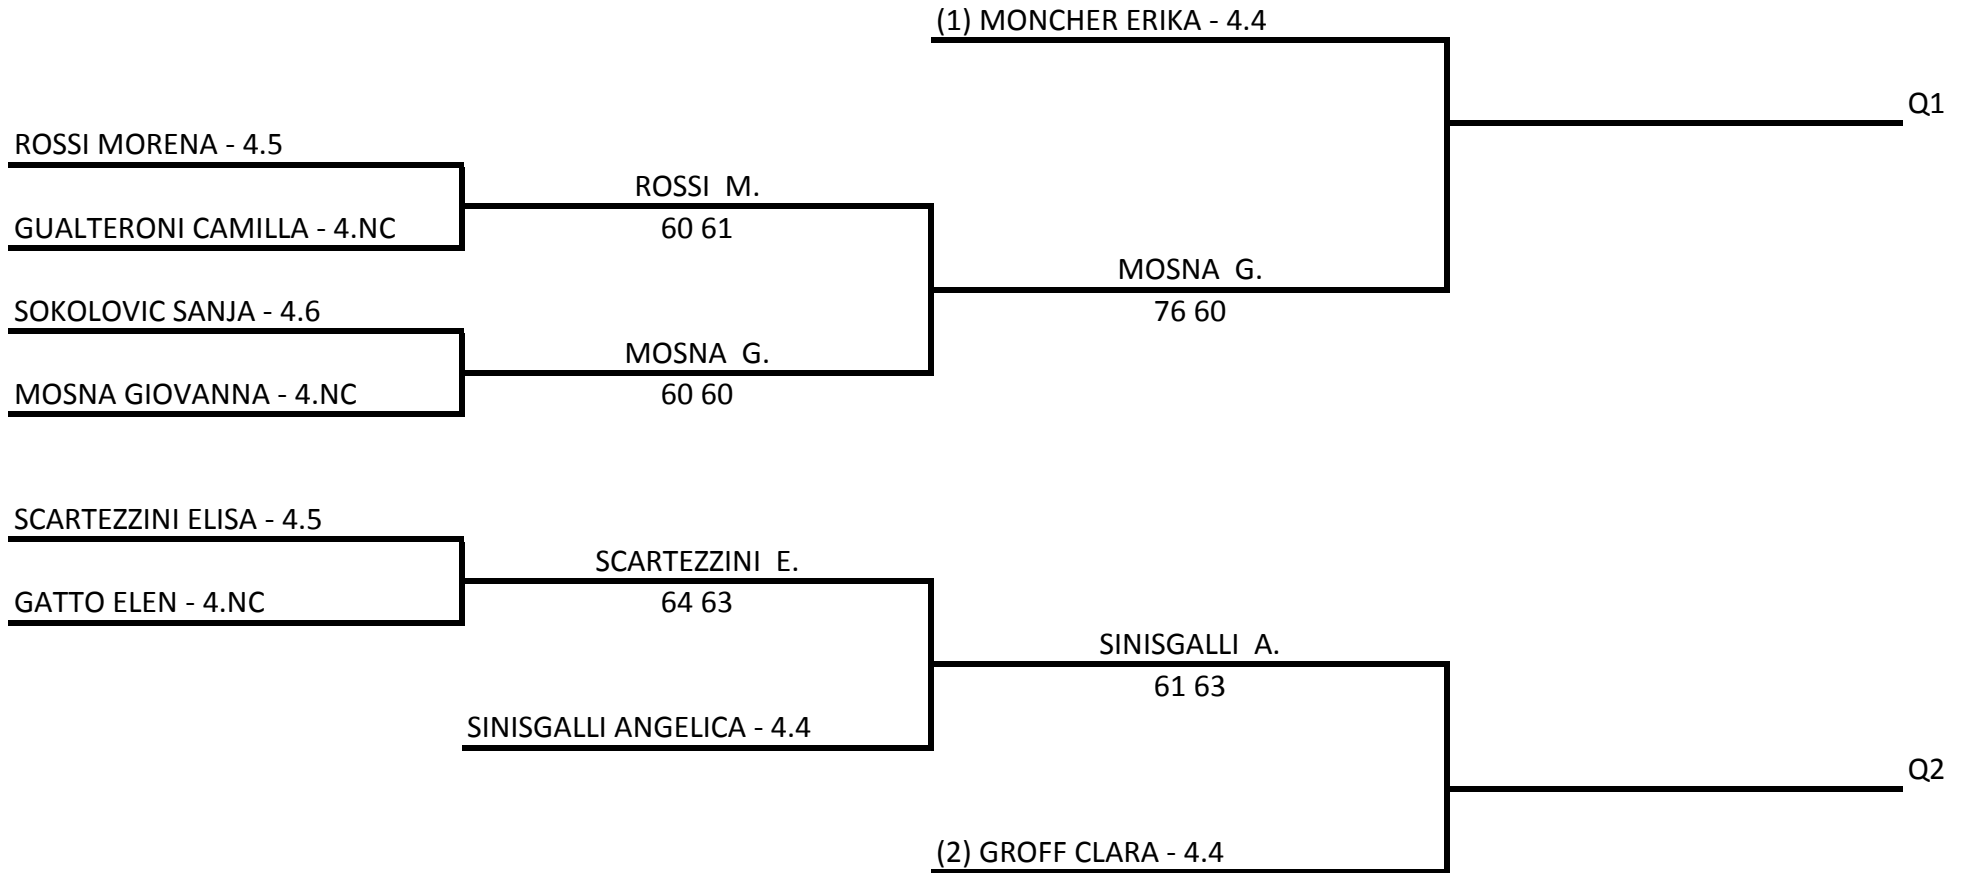 (1) MONCHER ERIKA - 4.4
Q1
ROSSI MORENA - 4.5
ROSSI M.
GUALTERONI CAMILLA - 4.NC
60 61
MOSNA G.
SOKOLOVIC SANJA - 4.6
76 60
MOSNA G.
MOSNA GIOVANNA - 4.NC
60 60
SCARTEZZINI ELISA - 4.5
SCARTEZZINI E.
GATTO ELEN - 4.NC
64 63
SINISGALLI A.
61 63
SINISGALLI ANGELICA - 4.4
Q2
(2) GROFF CLARA - 4.4